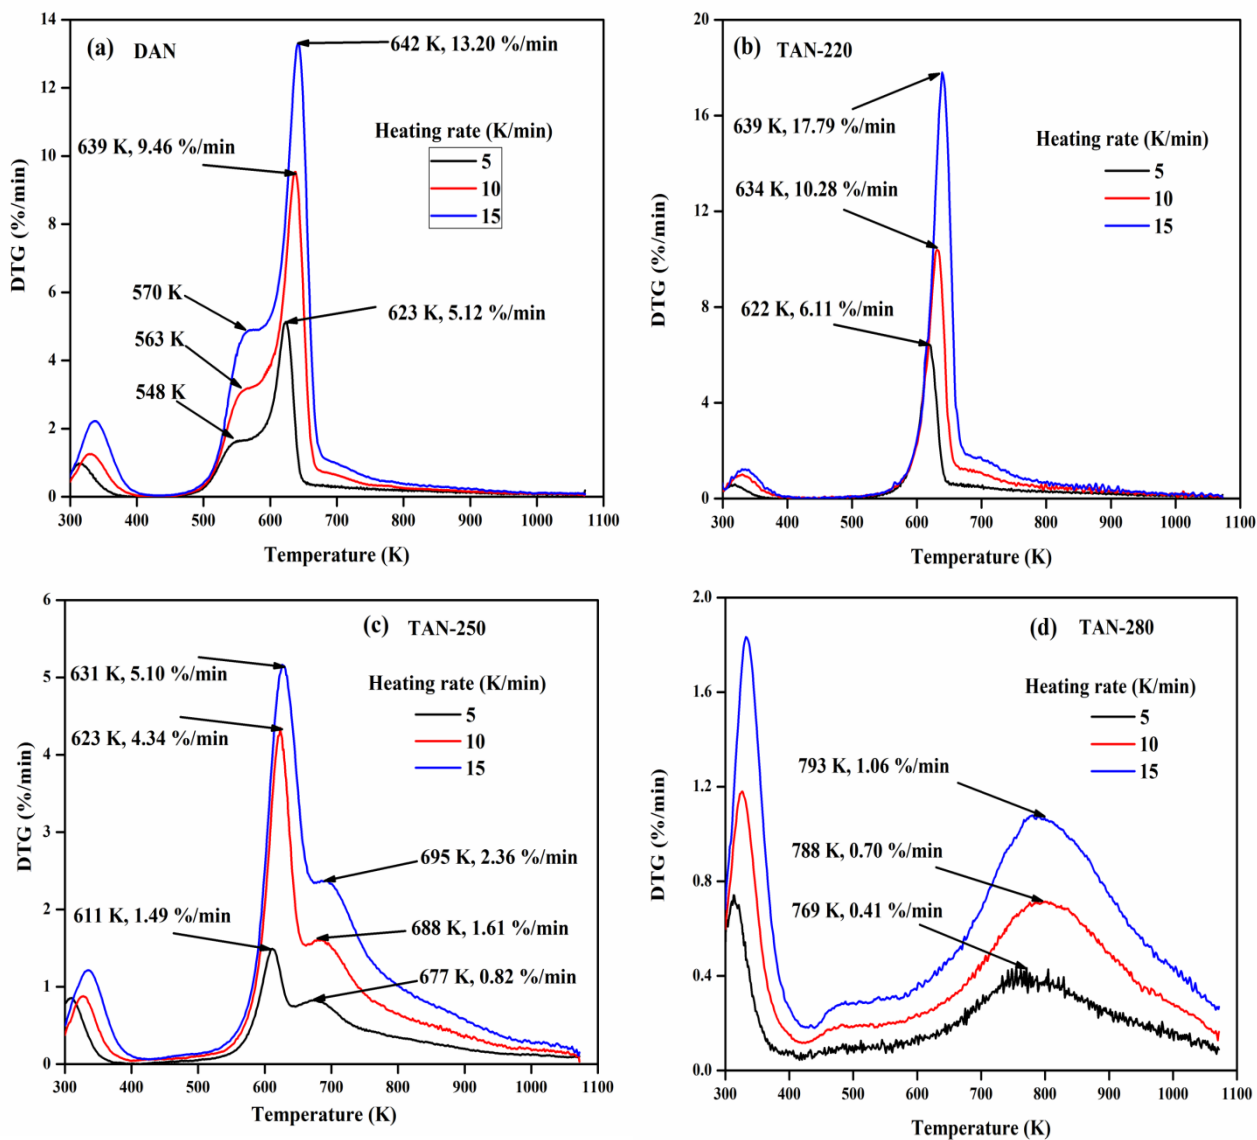 (a) DAN
642 K, 13.20 %/min
Heating rate (K/min)
5
10
15
639 K, 9.46 %/min
570 K
563 K
548 K
623 K, 5.12 %/min
DTG (%/min)
14
12
10
8
6
4
2
0
300 400 500 600 700 800 900 1000 1100
Temperature (K)
(b) TAN-220
639 K, 17.79 %/min
Heating rate (K/min)
5
10
15
634 K, 10.28 %/min
622 K, 6.11 %/min
DTG (%/min)
20
16
12
8
4
0
300 400 500 600 700 800 900 1000 1100
Temperature (K)
(c) TAN-250
631 K, 5.10 %/min
Heating rate (K/min)
5
10
15
623 K, 4.34 %/min
695 K, 2.36 %/min
611 K, 1.49 %/min
688 K, 1.61 %/min
677 K, 0.82 %/min
DTG (%/min)
6
5
4
3
2
1
0
300 400 500 600 700 800 900 1000 1100
Temperature (K)
(d) TAN-280
Heating rate (K/min)
5
10
15
793 K, 1.06 %/min
788 K, 0.70 %/min
769 K, 0.41 %/min
DTG (%/min)
2.0
1.6
1.2
0.8
0.4
0.0
300 400 500 600 700 800 900 1000 1100
Temperature (K)